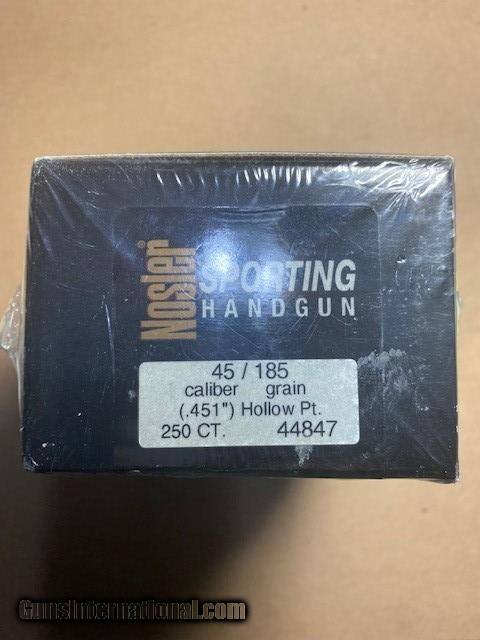 Nosler®
SPORTING
HANDGUN
45 / 185
caliber grain
(.451") Hollow Pt.
250 CT. 44847
GunsInternational.com